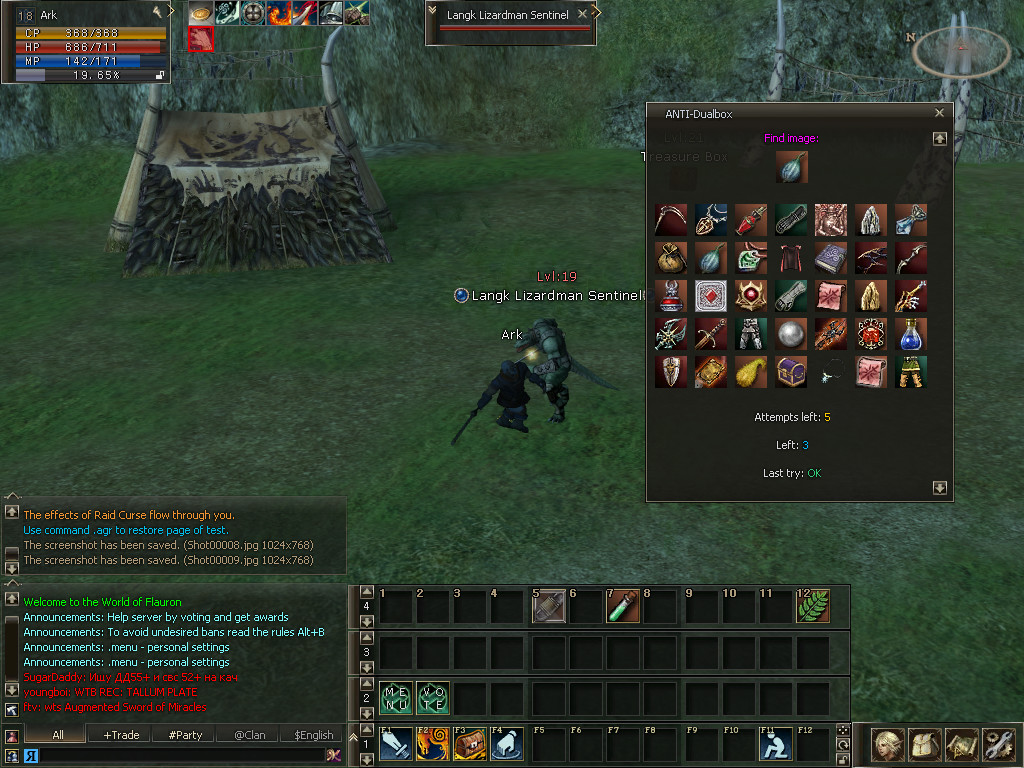 18 Ark
CP 368/368
HP 686/711
MP 142/171
19.65%
Langk Lizardman Sentinel
N
ANTI-Dualbox
Find image:
Treasure Box
Attempts left: 5
Left: 3
Last try: OK
Lvl:19
Langk Lizardman Sentinel
Ark
The effects of Raid Curse flow through you.
Use command .agr to restore page of test.
The screenshot has been saved. (Shot00008.jpg 1024x768)
The screenshot has been saved. (Shot00009.jpg 1024x768)
Welcome to the World of Flauron
Announcements: Help server by voting and get awards
Announcements: To avoid undesired bans read the rules Alt+B
Announcements: .menu - personal settings
Announcements: .menu - personal settings
SugarDaddy: Ищу ДД55+ и свс 52+ на кач
youngboi: WTB REC: TALLUM PLATE
ftv: wts Augmented Sword of Miracles
All +Trade #Party @Clan $English
Я
4 1 2 3 4 5 6 7 8 9 10 11 12
3
2 MENU VOTE
1 F1 F2 F3 F4 F5 F6 F7 F8 F9 F10 F11 F12